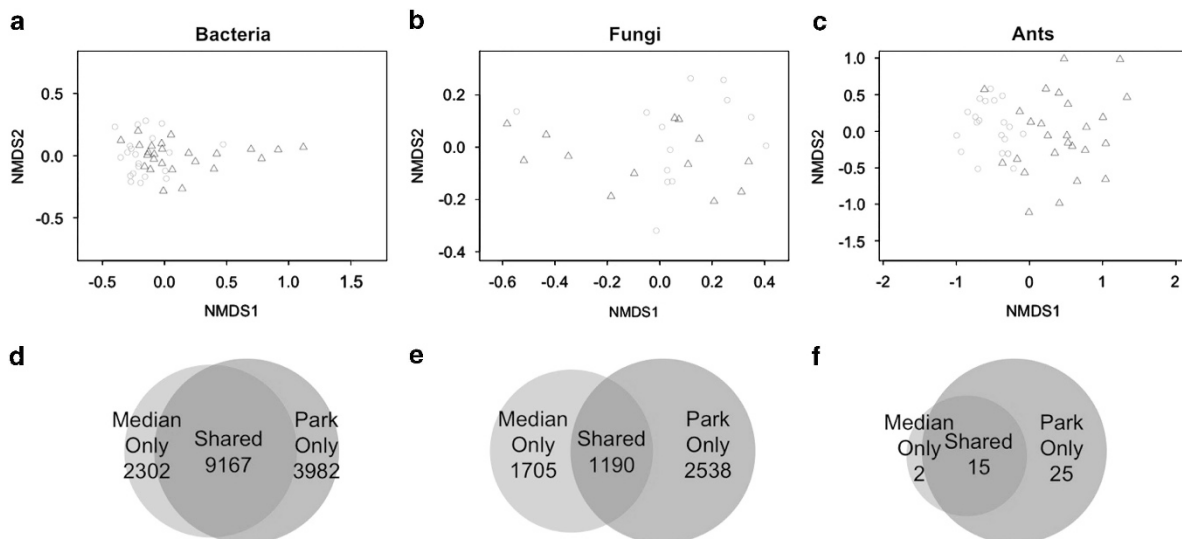 a
Bacteria
NMDS2
0.5
0.0
-0.5
-0.5
0.0
0.5
1.0
1.5
NMDS1
b
Fungi
NMDS2
0.2
0.0
-0.2
-0.4
-0.6
-0.4
-0.2
0.0
0.2
0.4
NMDS1
c
Ants
NMDS2
1.0
0.5
0.0
-0.5
-1.0
-1.5
-2
-1
0
1
2
NMDS1
d
Median
Only
2302
Shared
9167
Park
Only
3982
e
Median
Only
1705
Shared
1190
Park
Only
2538
f
Median
Only
2
Shared
15
Park
Only
25